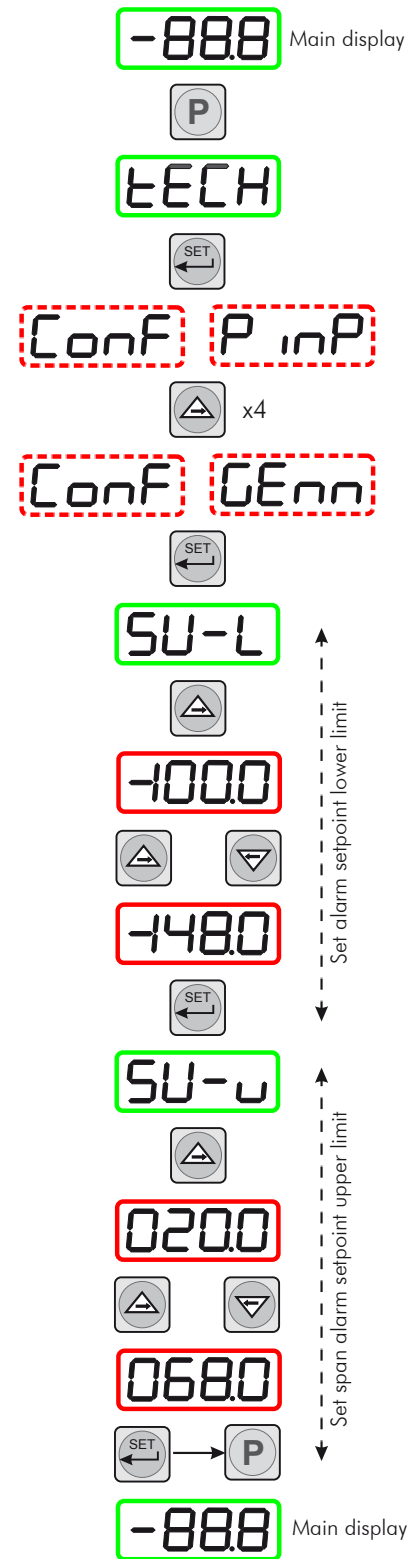 -88.8 Main display
P
tECH
SET
ConF P inP
x4
ConF GEnn
SET
SU-L
-100.0
-148.0
SET
Set alarm setpoint lower limit
SU-u
020.0
068.0
SET P
Set span alarm setpoint upper limit
-88.8 Main display